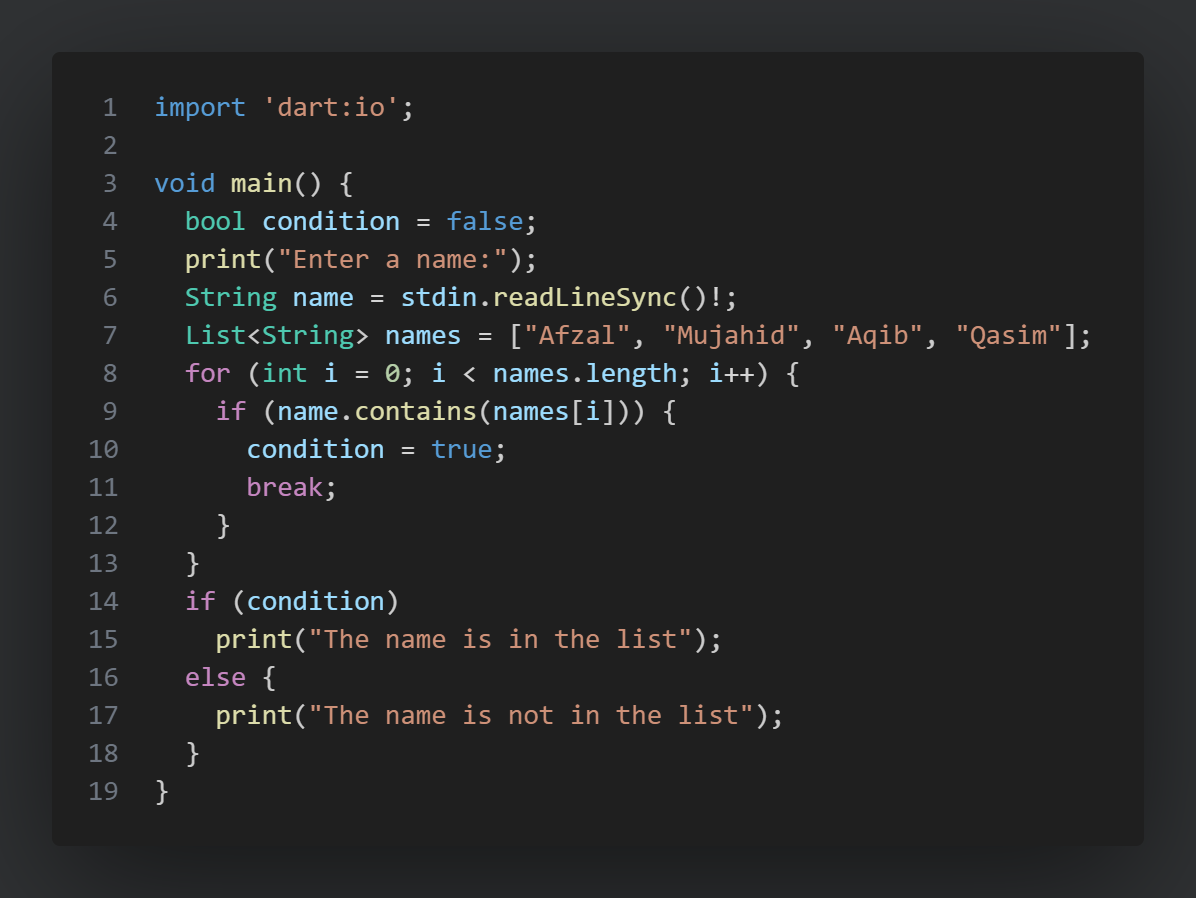 1 import 'dart:io';
2
3 void main() {
4   bool condition = false;
5   print("Enter a name:");
6   String name = stdin.readLineSync()!;
7   List<String> names = ["Afzal", "Mujahid", "Aqib", "Qasim"];
8   for (int i = 0; i < names.length; i++) {
9     if (name.contains(names[i])) {
10       condition = true;
11       break;
12     }
13   }
14   if (condition)
15     print("The name is in the list");
16   else {
17     print("The name is not in the list");
18   }
19 }